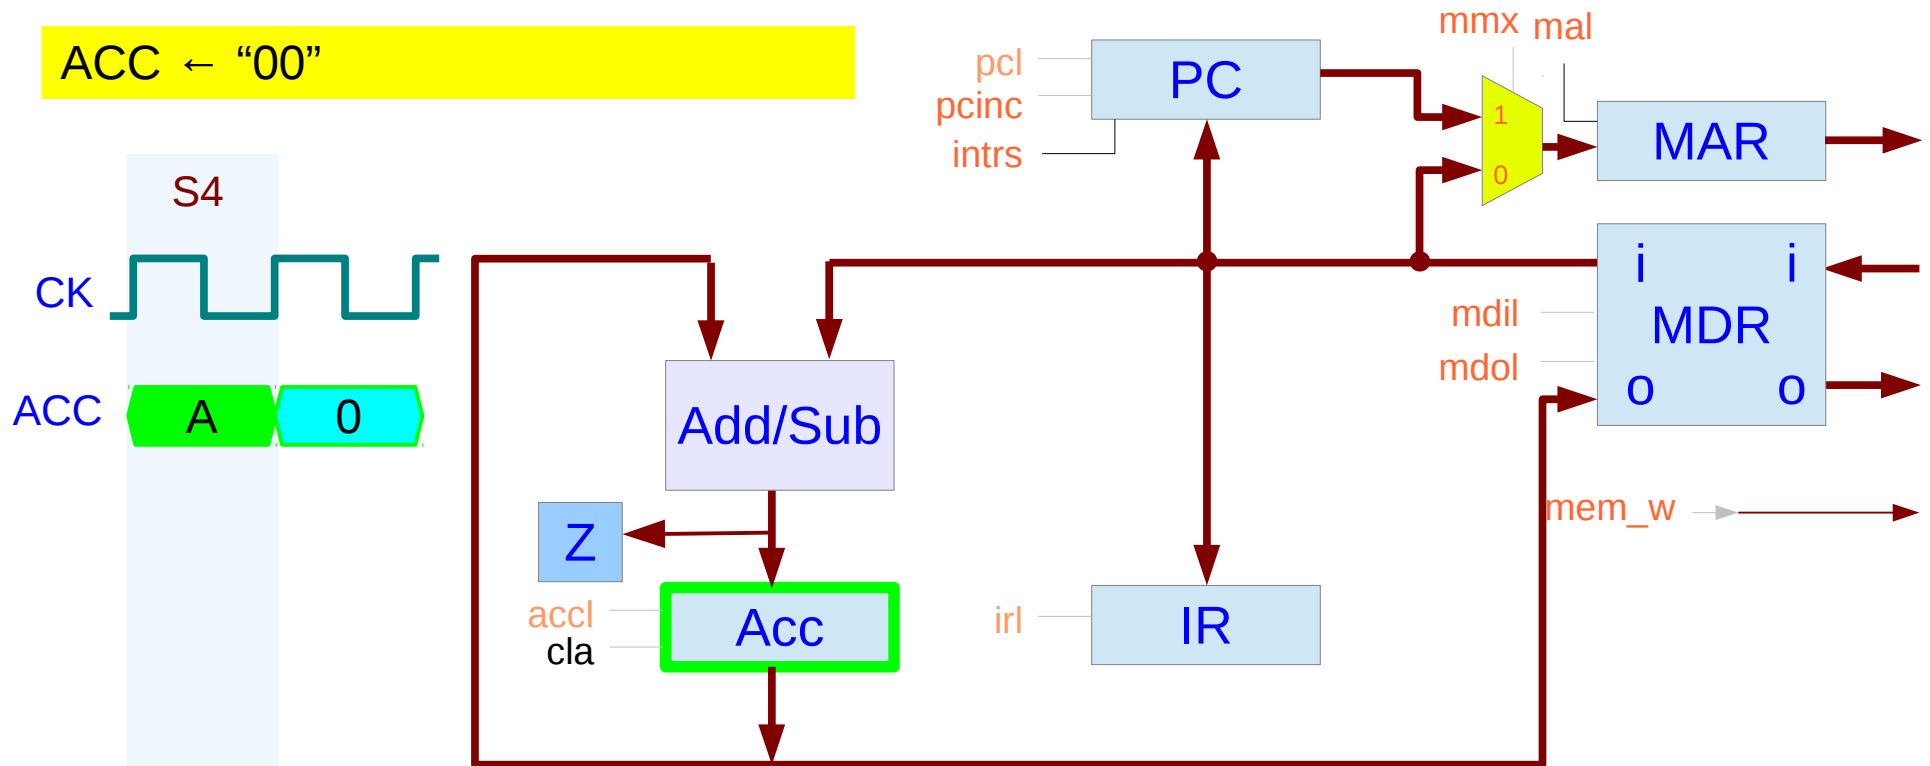 ACC ← “00”
S4
CK
ACC
A
0
pcl
pcinc
intrs
PC
mmx
mal
1
0
MAR
i
i
mdil
MDR
mdol
o
o
Add/Sub
mem_w
Z
accl
cla
Acc
irl
IR